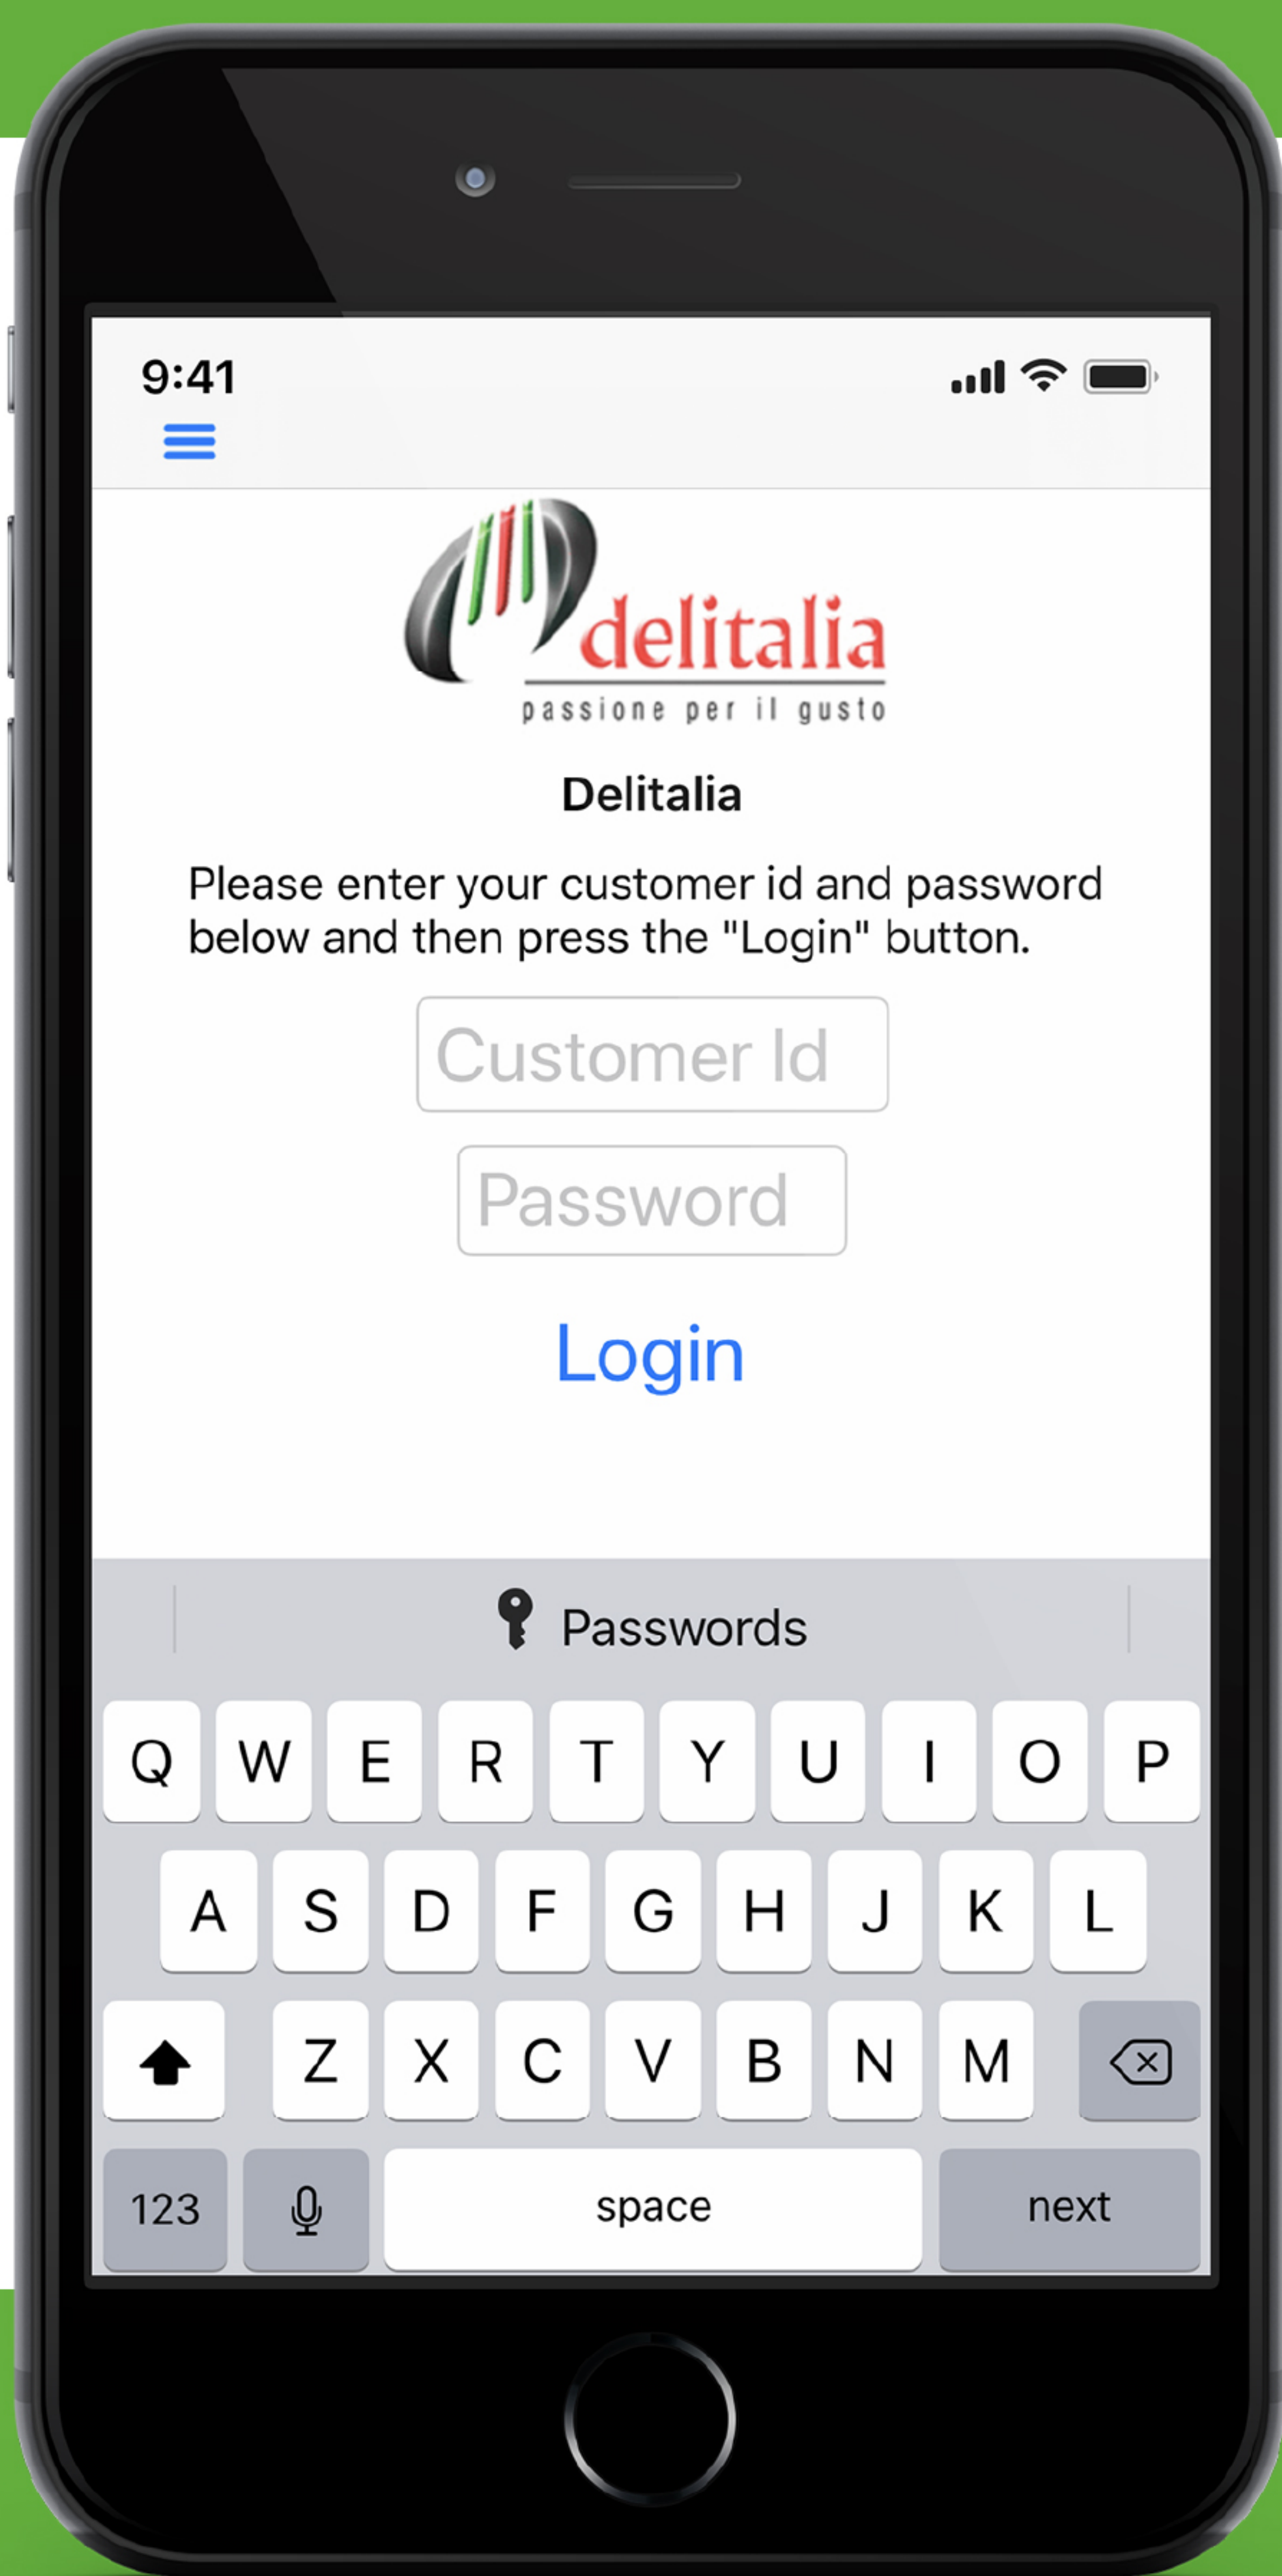 9:41
delitalia
passione per il gusto
Delitalia
Please enter your customer id and password
below and then press the "Login" button.
Customer Id
Password
Login
Passwords
Q W E R T Y U I O P
A S D F G H J K L
Z X C V B N M
123 space next